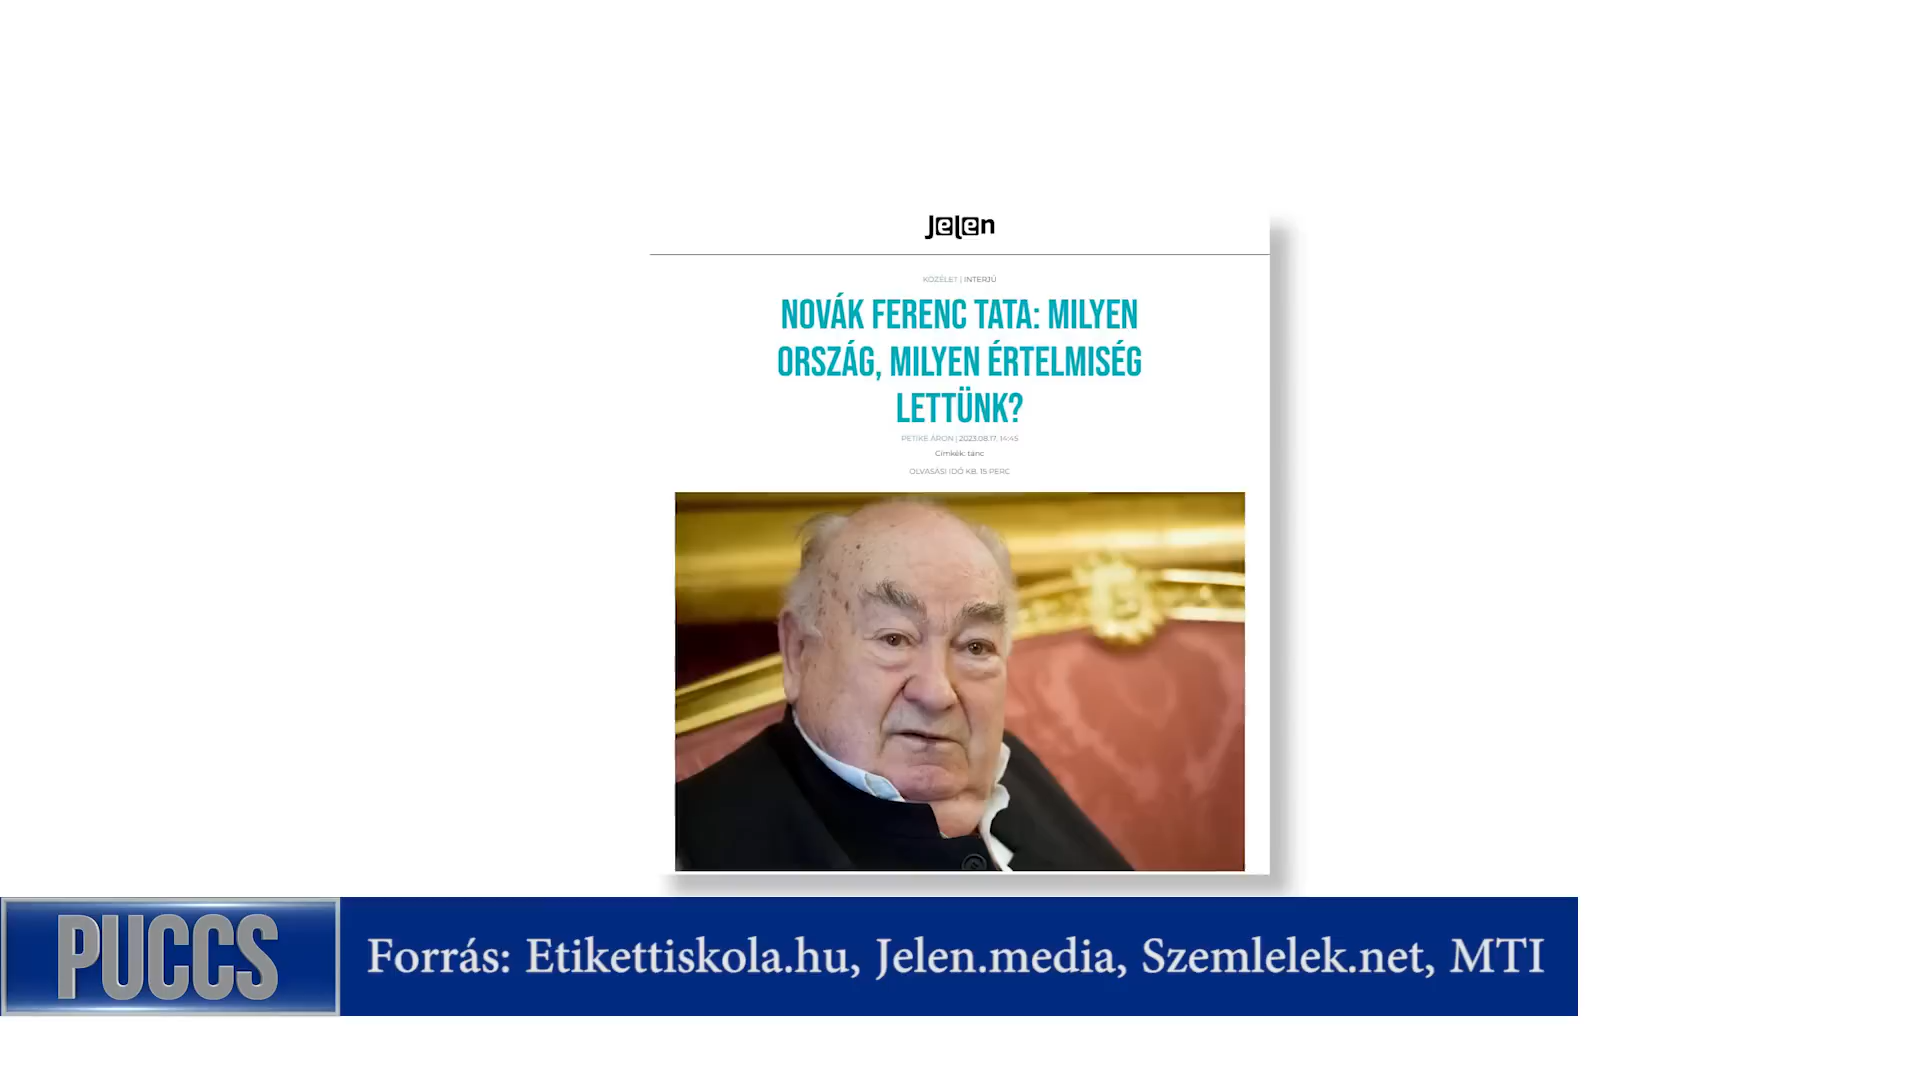 Jelen
KÖZÉLET | INTERJÚ
NOVÁK FERENC TATA: MILYEN
ORSZÁG, MILYEN ÉRTELMISÉG
LETTÜNK?
PETIKE ÁRON | 2023.08.17. 14:45
Címkék: tánc
OLVASÁSI IDŐ KB. 15 PERC
PUCCS
Forrás: Etikettiskola.hu, Jelen.media, Szemlelek.net, MTI